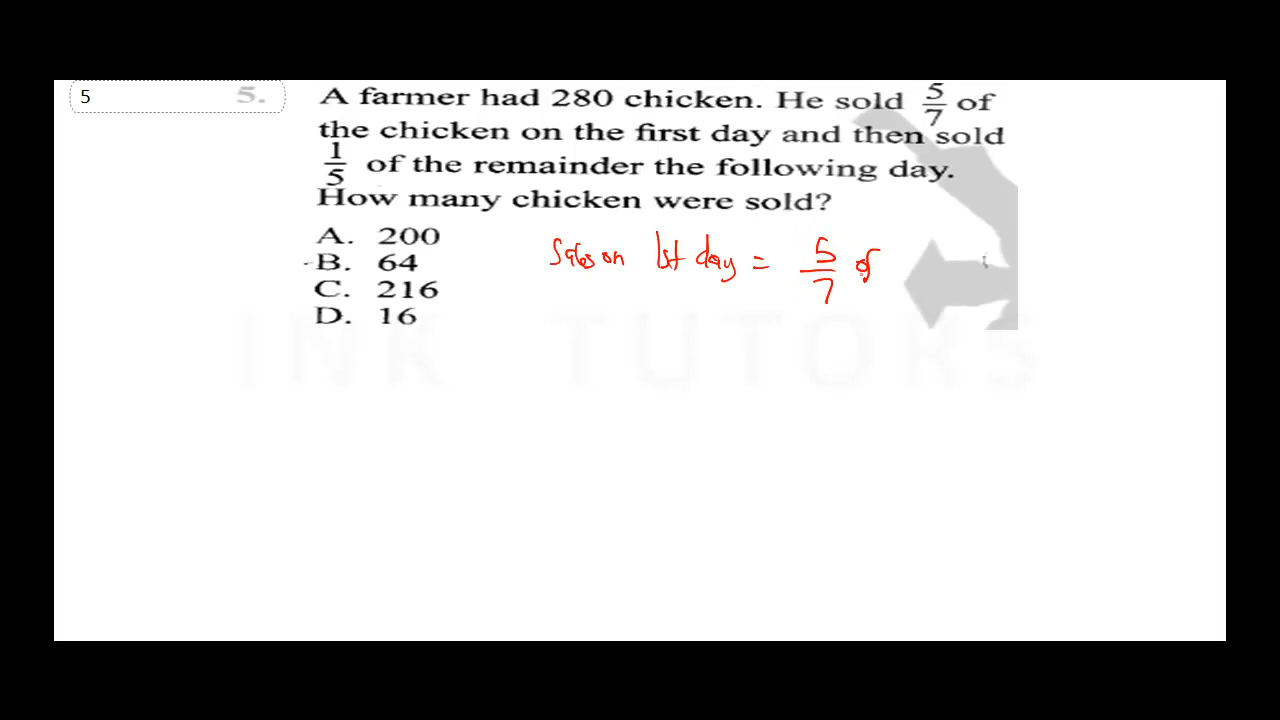 5
5. A farmer had 280 chicken. He sold 5/7 of
the chicken on the first day and then sold
1/5 of the remainder the following day.
How many chicken were sold?
A. 200
B. 64
C. 216
D. 16
Sales on 1st day = 5/7 of
INK TUTORS